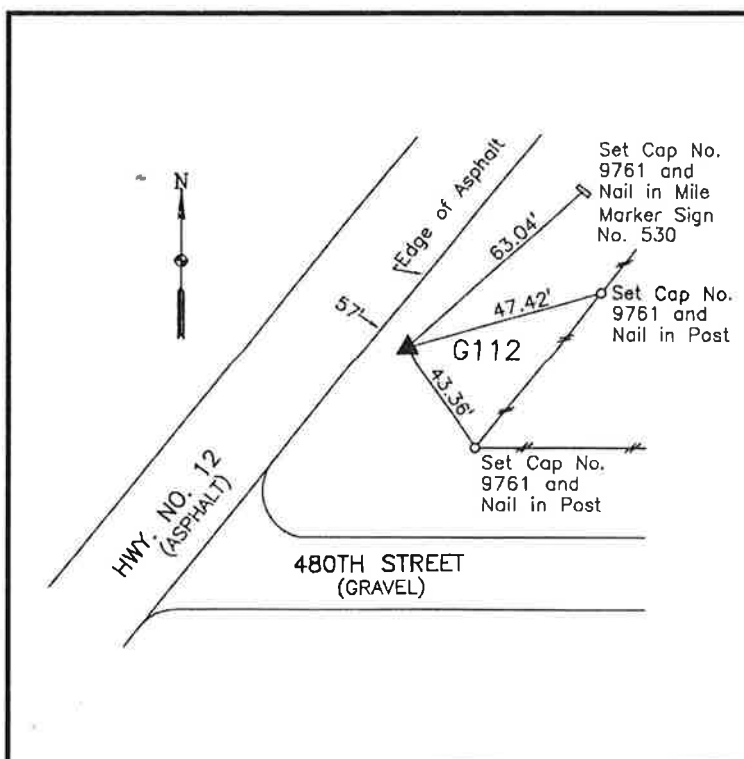 N
Edge of Asphalt
57'
63.04'
Set Cap No.
9761 and
Nail in Mile
Marker Sign
No. 530
47.42'
Set Cap No.
9761 and
Nail in Post
G112
43.36'
Set Cap No.
9761 and
Nail in Post
HWY. NO. 12
(ASPHALT)
480TH STREET
(GRAVEL)